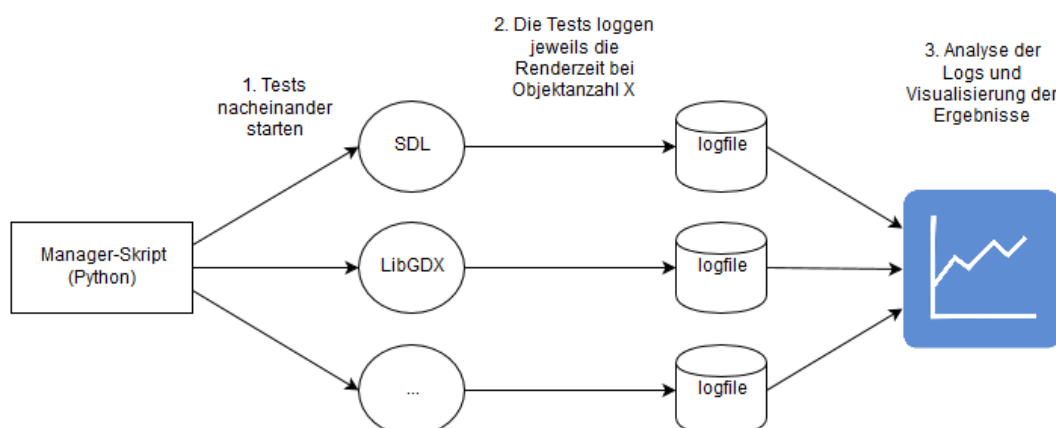 1. Tests
nacheinander
starten
2. Die Tests loggen
jeweils die
Renderzeit bei
Objektanzahl X
3. Analyse der
Logs und
Visualisierung der
Ergebnisse
Manager-Skript
(Python)
SDL
logfile
LibGDX
logfile
...
logfile